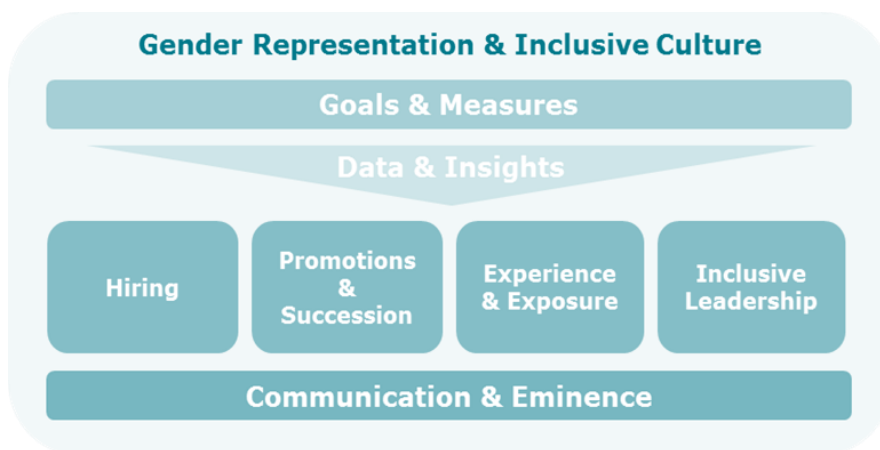 Gender Representation & Inclusive Culture
Goals & Measures
Data & Insights
Hiring
Promotions
&
Succession
Experience
& Exposure
Inclusive
Leadership
Communication & Eminence